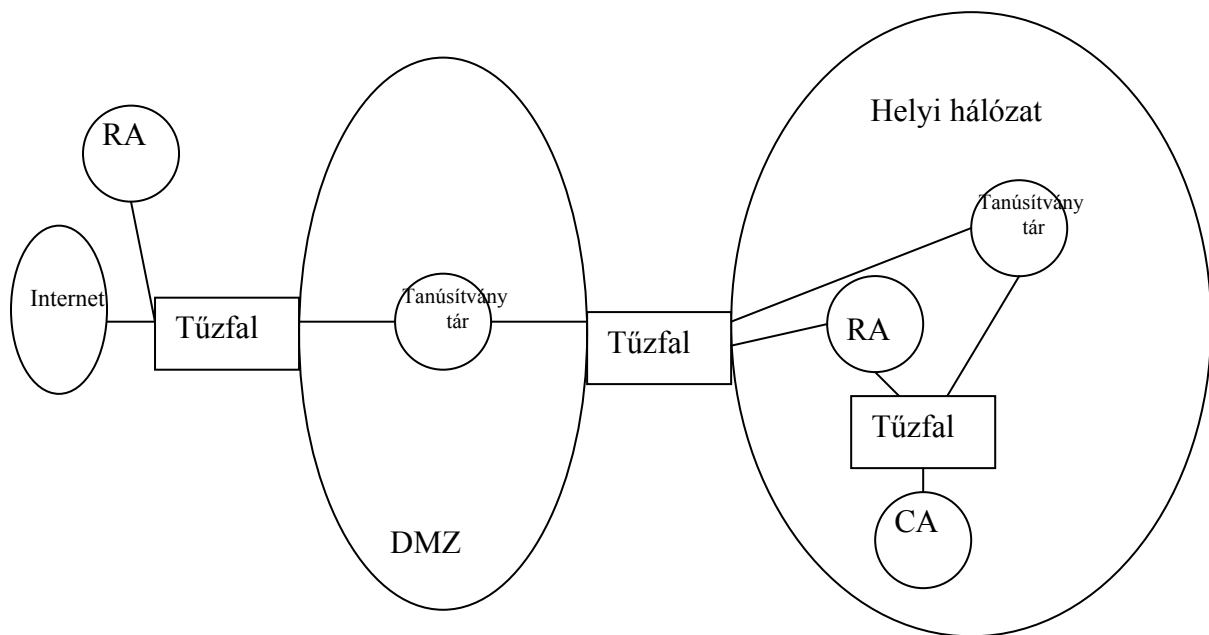 Helyi hálózat
RA
Tanúsítvány
tár
Internet
Tűzfal
Tanúsítvány
tár
Tűzfal
RA
Tűzfal
CA
DMZ